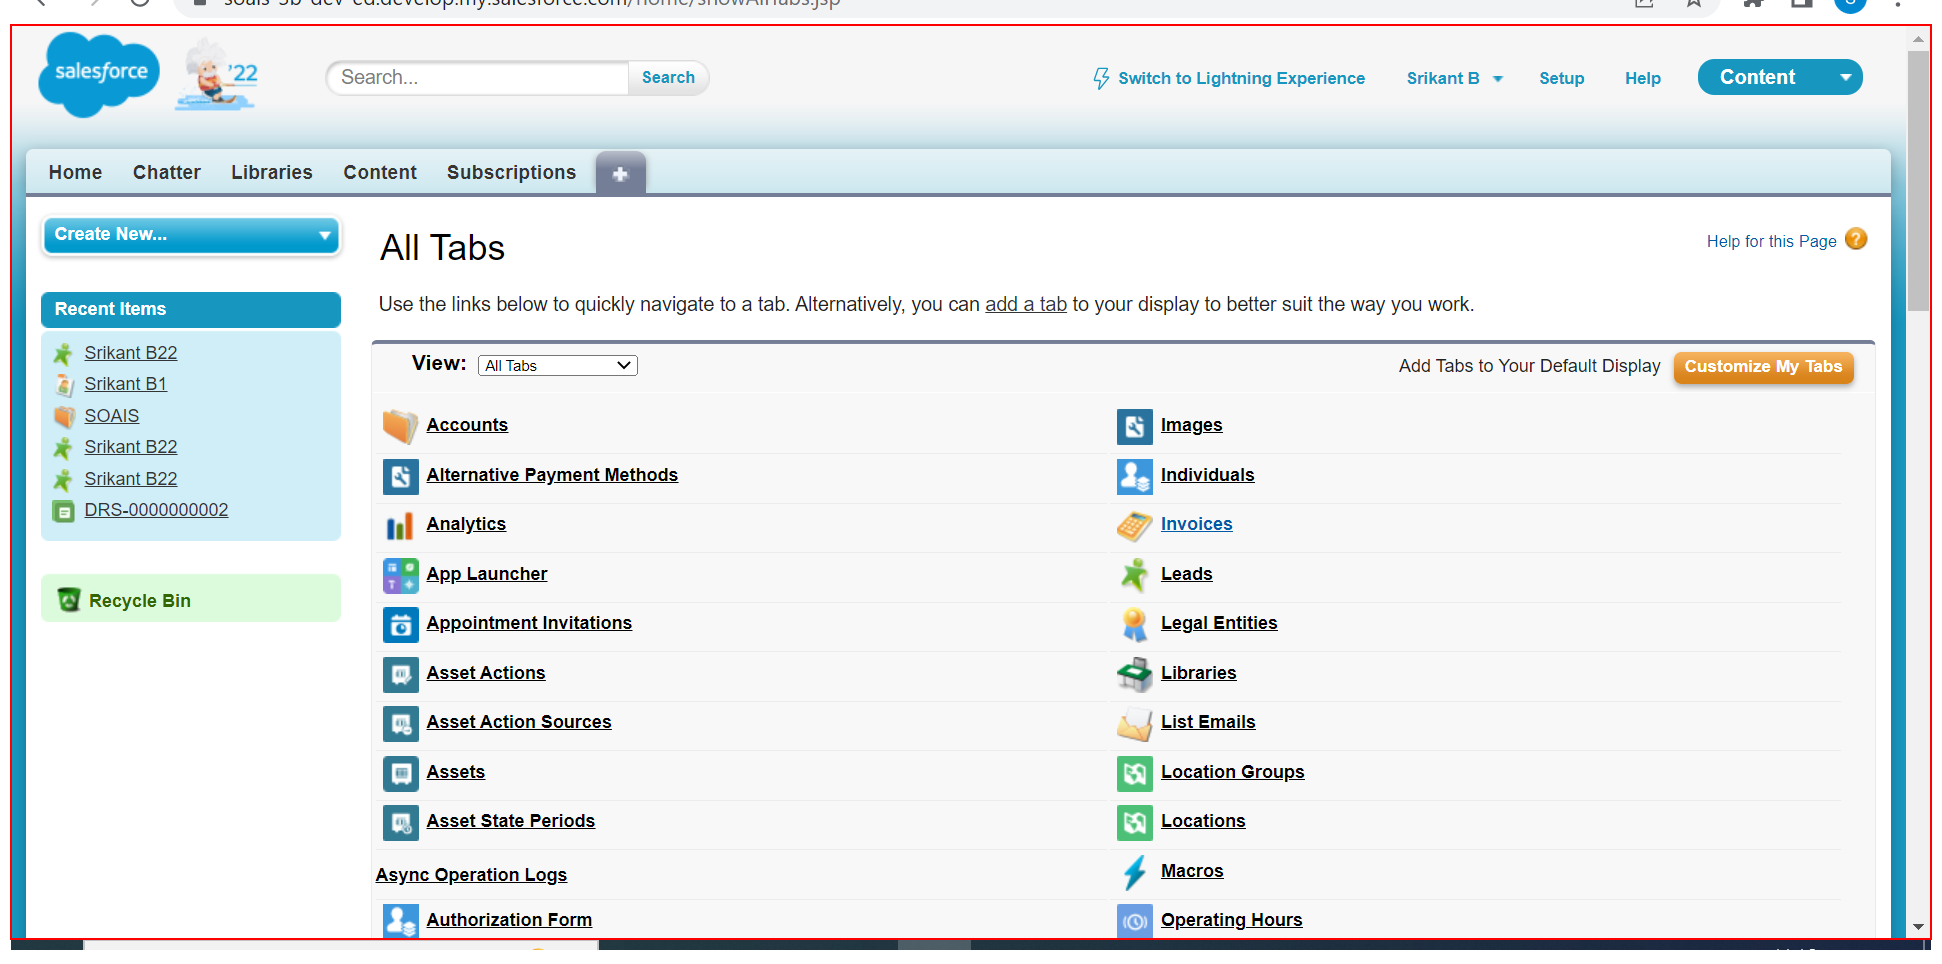 salesforce
'22
Search...
Search
Switch to Lightning Experience
Srikant B
Setup
Help
Content
Home
Chatter
Libraries
Content
Subscriptions
Create New...
All Tabs
Help for this Page
Recent Items
Use the links below to quickly navigate to a tab. Alternatively, you can add a tab to your display to better suit the way you work.
Srikant B22
Srikant B1
SOAIS
Srikant B22
Srikant B22
DRS-0000000002
Recycle Bin
View:
All Tabs
Add Tabs to Your Default Display
Customize My Tabs
Accounts
Alternative Payment Methods
Analytics
App Launcher
Appointment Invitations
Asset Actions
Asset Action Sources
Assets
Asset State Periods
Async Operation Logs
Authorization Form
Images
Individuals
Invoices
Leads
Legal Entities
Libraries
List Emails
Location Groups
Locations
Macros
Operating Hours